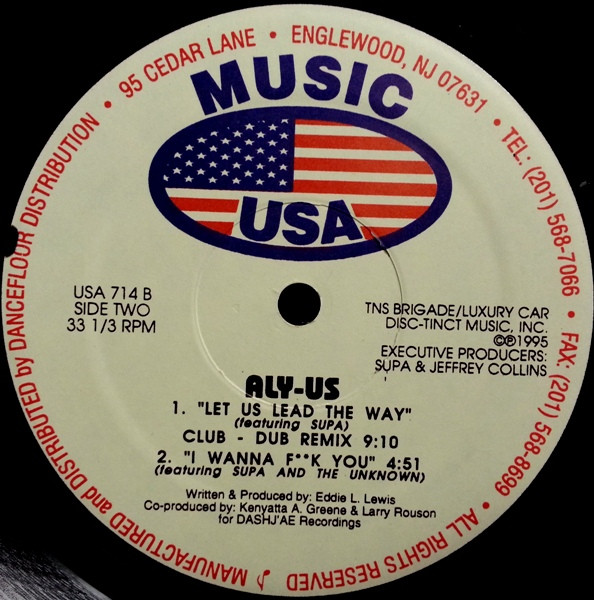 MUSIC
USA
USA 714 B
SIDE TWO
33 1/3 RPM
TNS BRIGADE/LUXURY CAR
DISC-TINCT MUSIC, INC.
©℗1995
EXECUTIVE PRODUCERS:
SUPA & JEFFREY COLLINS
ALY-US
1. "LET US LEAD THE WAY"
(featuring SUPA)
CLUB - DUB REMIX 9:10
2. "I WANNA F**K YOU" 4:51
(featuring SUPA AND THE UNKNOWN)
Written & Produced by: Eddie L. Lewis
Co-produced by: Kenyatta A. Greene & Larry Rouson
for DASHJ'AE Recordings
MANUFACTURED and DISTRIBUTED by DANCEFLOOR DISTRIBUTION • 95 CEDAR LANE • ENGLEWOOD, NJ 07631 • TEL: (201) 568-7066 • FAX: (201) 568-8699 • ALL RIGHTS RESERVED ♪